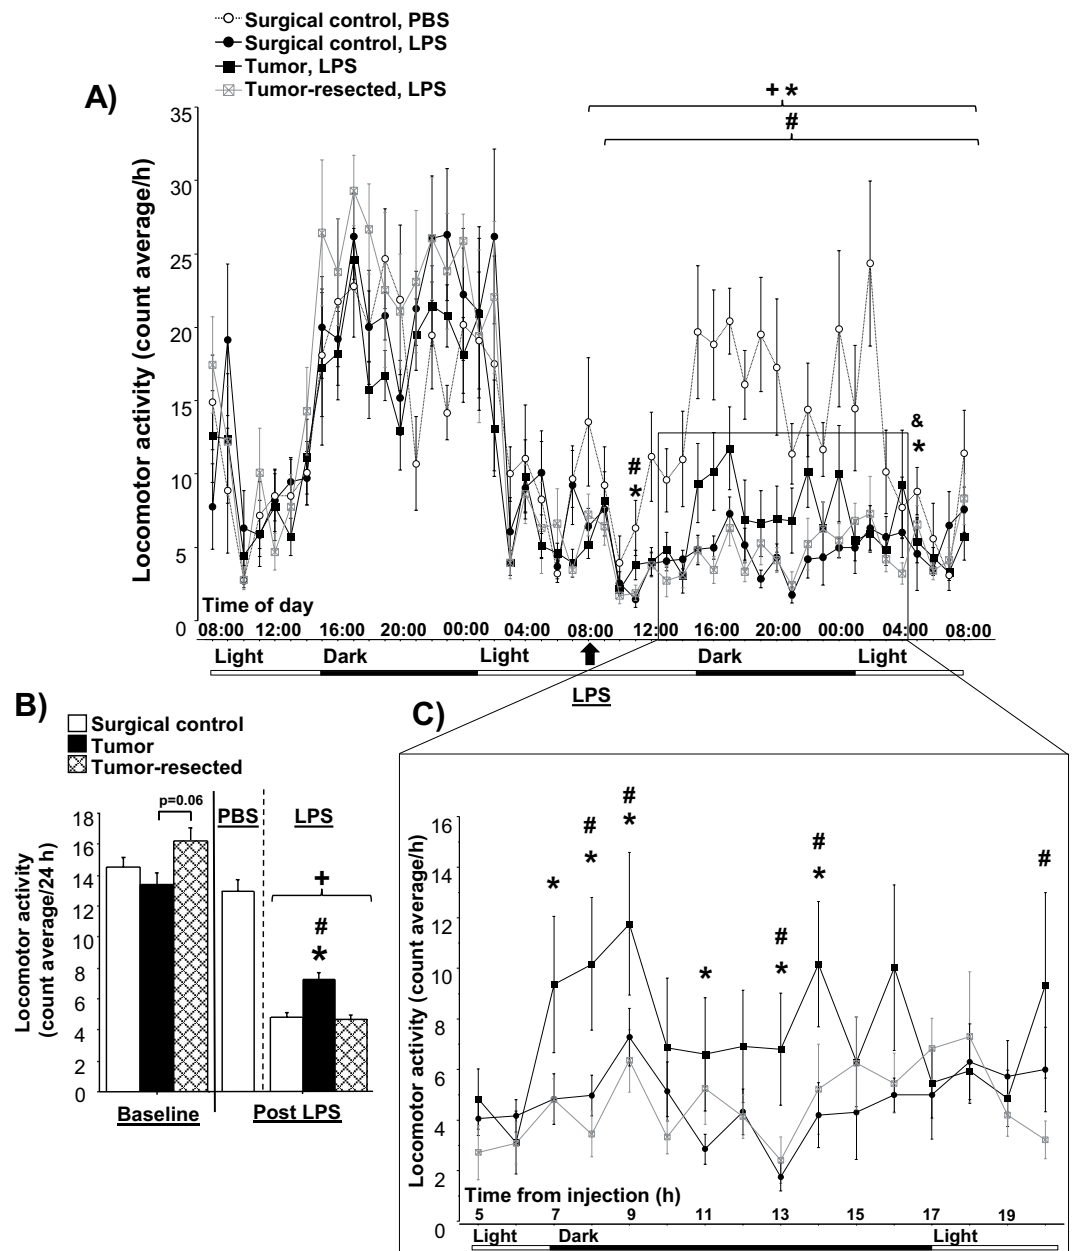 Surgical control, PBS
Surgical control, LPS
Tumor, LPS
Tumor-resected, LPS
A)
+ *
#
Locomotor activity (count average/h)
35
30
25
20
15
10
5
0
#
*
&
*
Time of day
08:00 12:00 16:00 20:00 00:00 04:00 08:00 12:00 16:00 20:00 00:00 04:00 08:00
Light Dark Light Dark Light
LPS
B)
Surgical control
Tumor
Tumor-resected
p=0.06
PBS LPS
+
#
*
Locomotor activity
(count average/24 h)
18
16
14
12
10
8
6
4
2
0
Baseline Post LPS
C)
Locomotor activity (count average/h)
16
14
12
10
8
6
4
2
0
*
#
*
#
*
*
#
*
#
*
#
Time from injection (h)
5 7 9 11 13 15 17 19
Light Dark Light